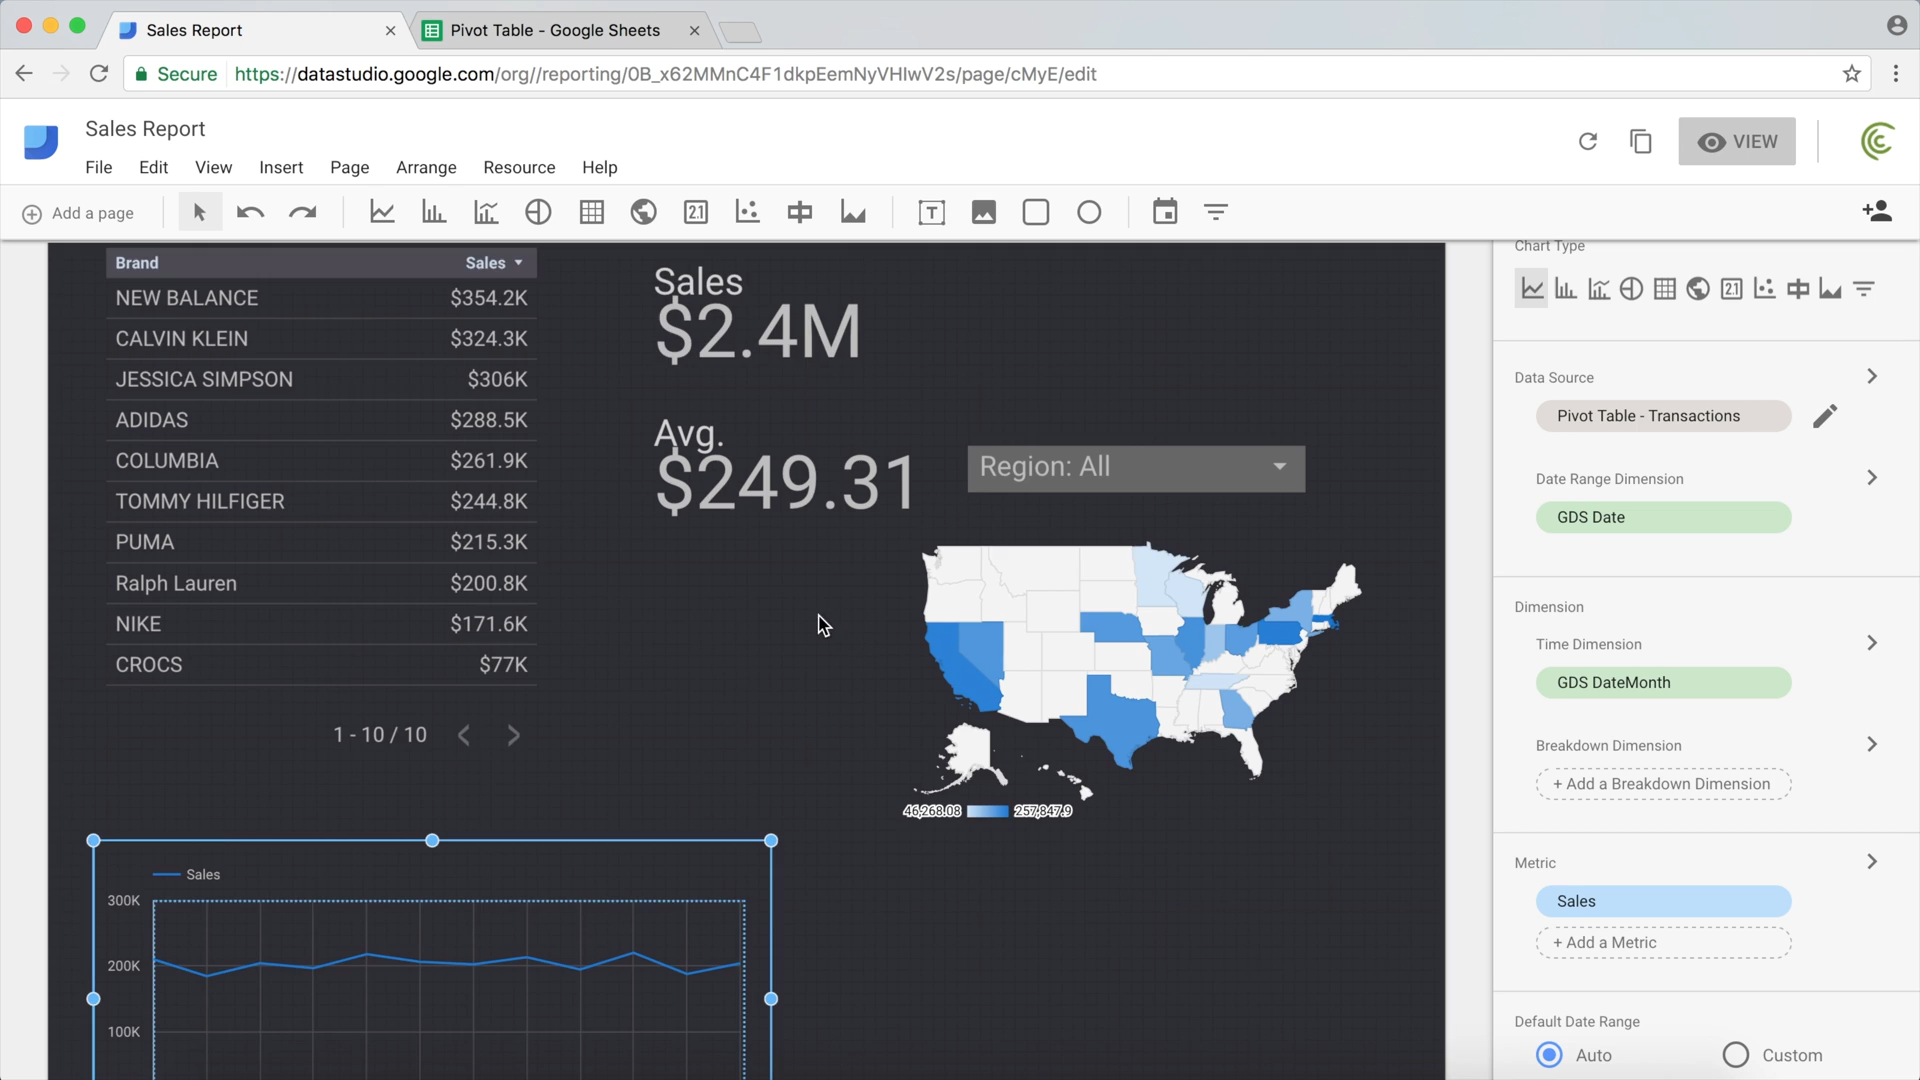 Sales Report
Pivot Table - Google Sheets
Secure
https://datastudio.google.com/org//reporting/0B_x62MMnC4F1dkpEemNyVHIwV2s/page/cMyE/edit
Sales Report
VIEW
File Edit View Insert Page Arrange Resource Help
Add a page
2.1
T
Brand Sales
NEW BALANCE $354.2K
CALVIN KLEIN $324.3K
JESSICA SIMPSON $306K
ADIDAS $288.5K
COLUMBIA $261.9K
TOMMY HILFIGER $244.8K
PUMA $215.3K
Ralph Lauren $200.8K
NIKE $171.6K
CROCS $77K
1 - 10 / 10
Sales
$2.4M
Avg.
$249.31
Region: All
46,268.08
257,847.9
Sales
300K
200K
100K
Chart Type
2.1
Data Source
Pivot Table - Transactions
Date Range Dimension
GDS Date
Dimension
Time Dimension
GDS DateMonth
Breakdown Dimension
+ Add a Breakdown Dimension
Metric
Sales
+ Add a Metric
Default Date Range
Auto
Custom